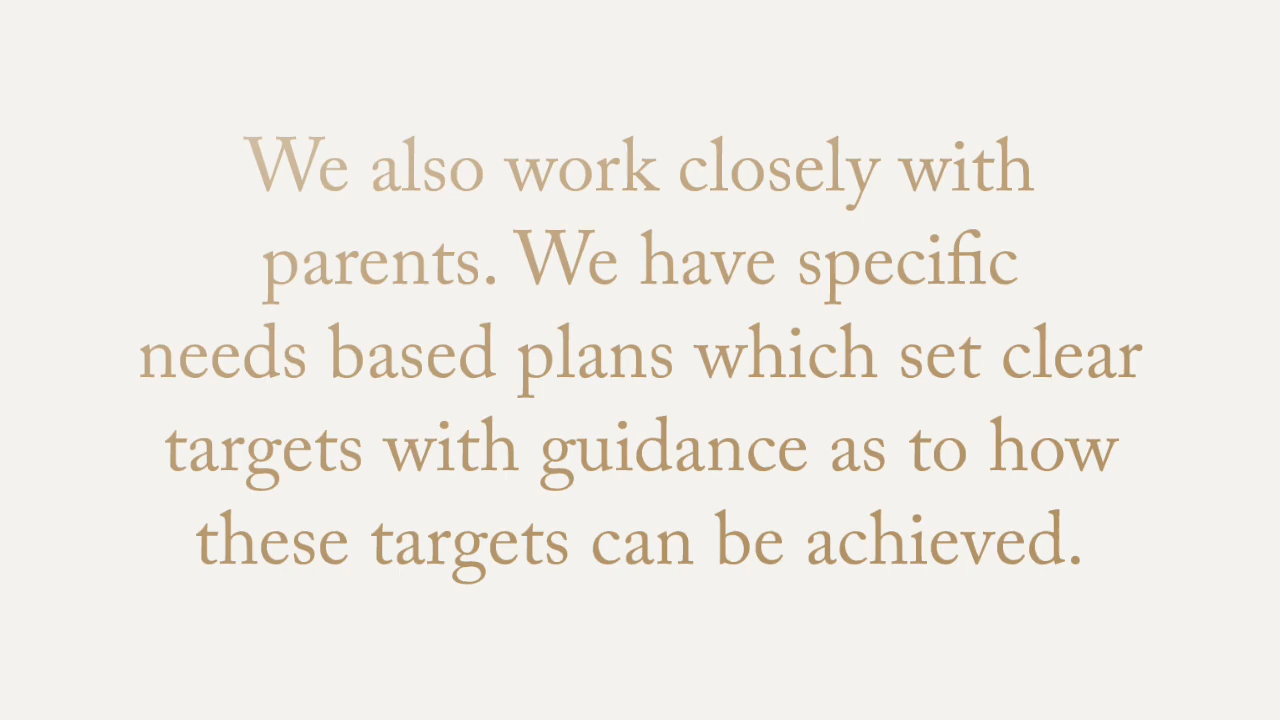 We also work closely with
parents. We have specific
needs based plans which set clear
targets with guidance as to how
these targets can be achieved.